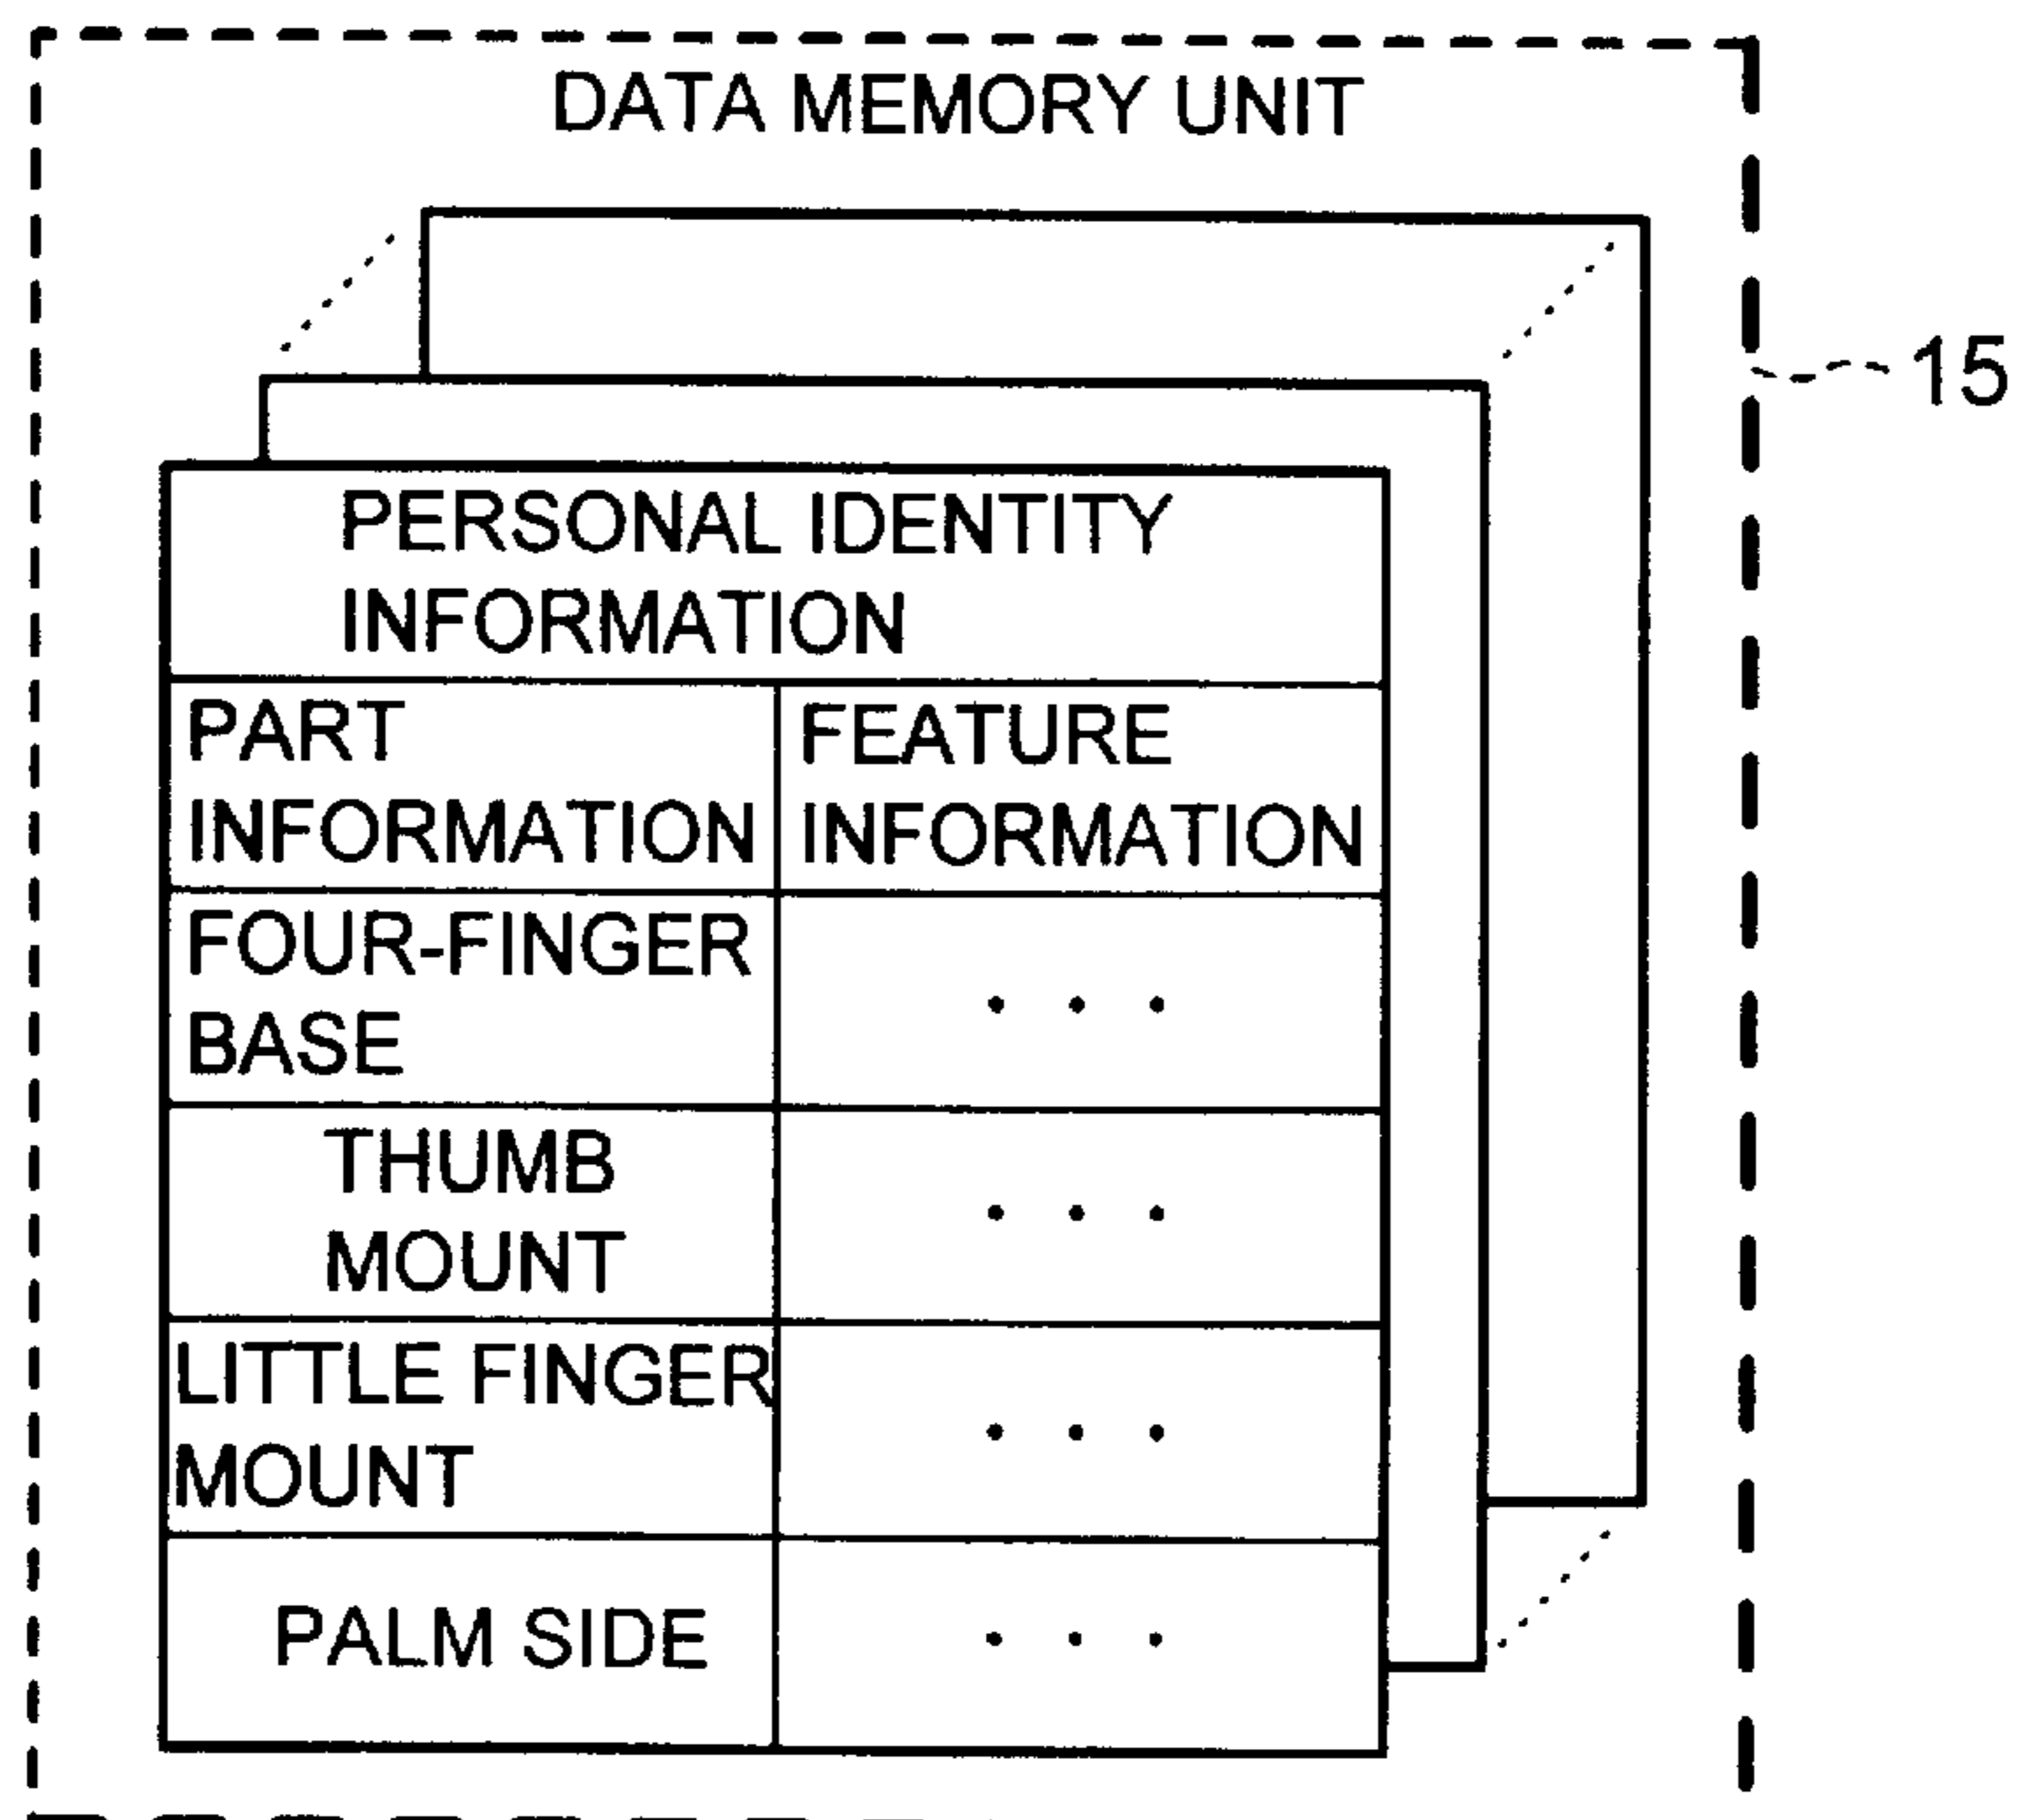 DATA MEMORY UNIT
15
PERSONAL IDENTITY
INFORMATION
PART
INFORMATION
FEATURE
INFORMATION
FOUR-FINGER
BASE
. . .
THUMB
MOUNT
. . .
LITTLE FINGER
MOUNT
. . .
PALM SIDE
. . .